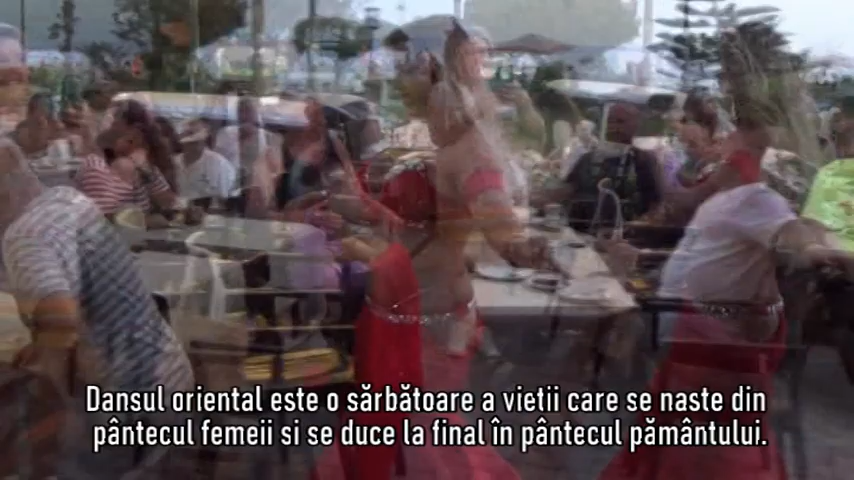 Dansul oriental este o sărbătoare a vietii care se naste din
pântecul femeii si se duce la final în pântecul pământului.